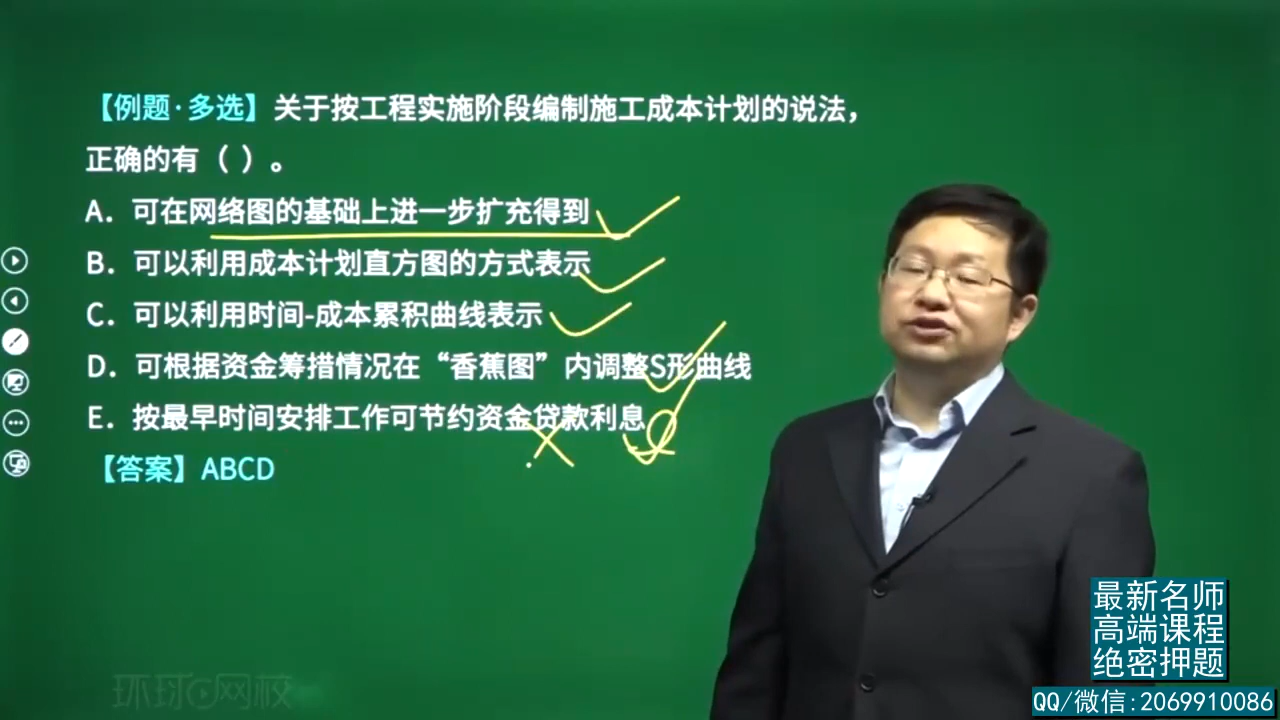 【例题·多选】关于按工程实施阶段编制施工成本计划的说法，
正确的有（ ）。
A．可在网络图的基础上进一步扩充得到
B．可以利用成本计划直方图的方式表示
C．可以利用时间-成本累积曲线表示
D．可根据资金筹措情况在“香蕉图”内调整S形曲线
E．按最早时间安排工作可节约资金贷款利息
【答案】ABCD
环球网校
最新名师
高端课程
绝密押题
QQ/微信:2069910086